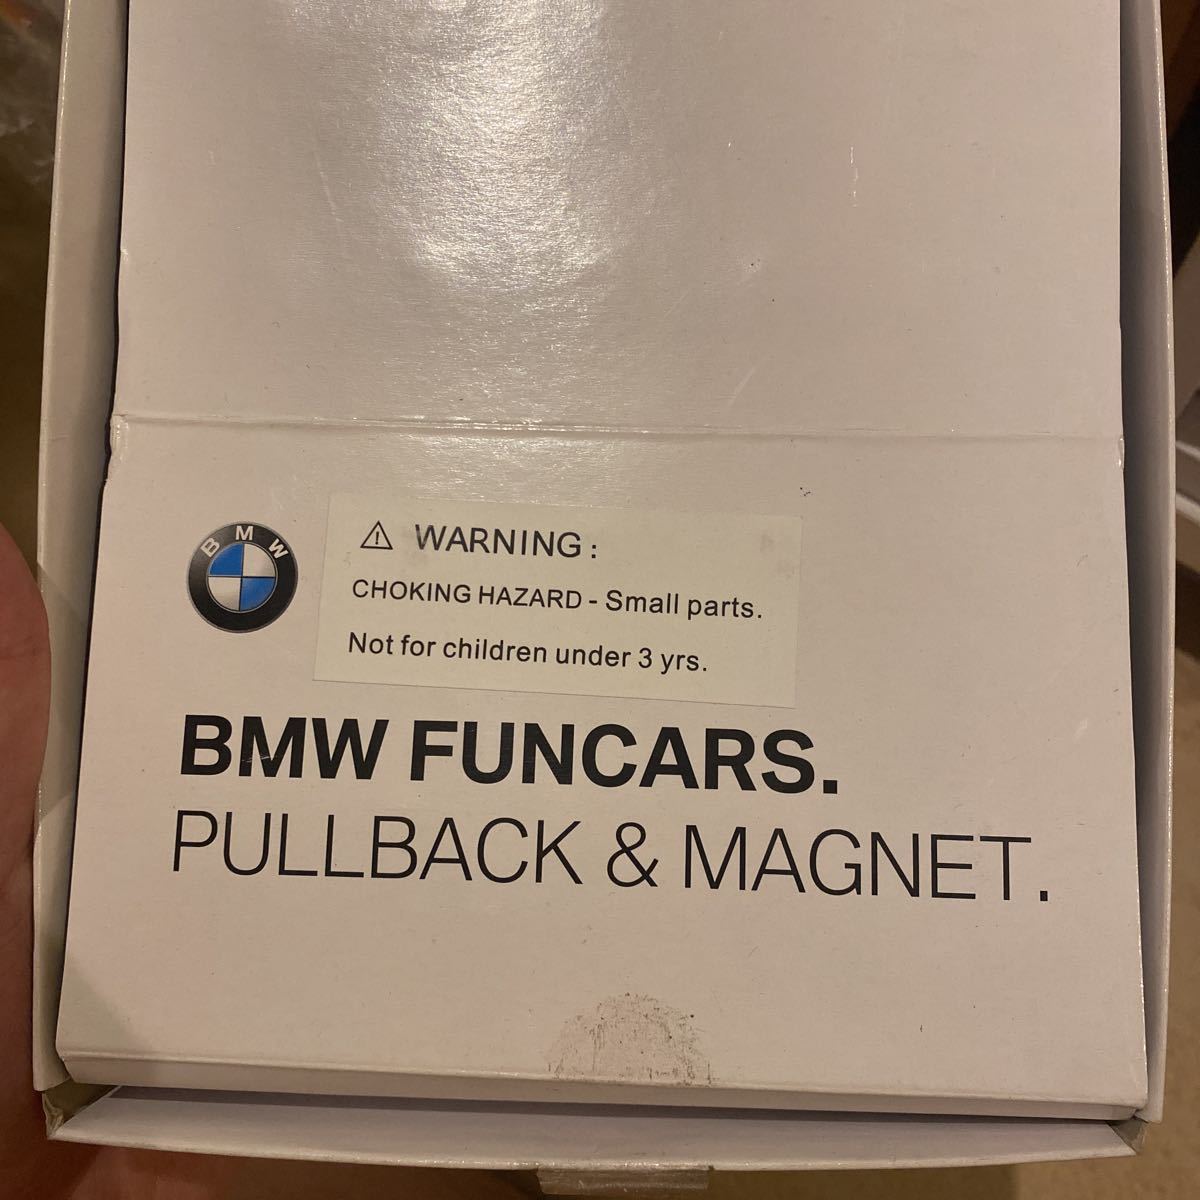 BMW
⚠ WARNING :
CHOKING HAZARD - Small parts.
Not for children under 3 yrs.
BMW FUNCARS.
PULLBACK & MAGNET.